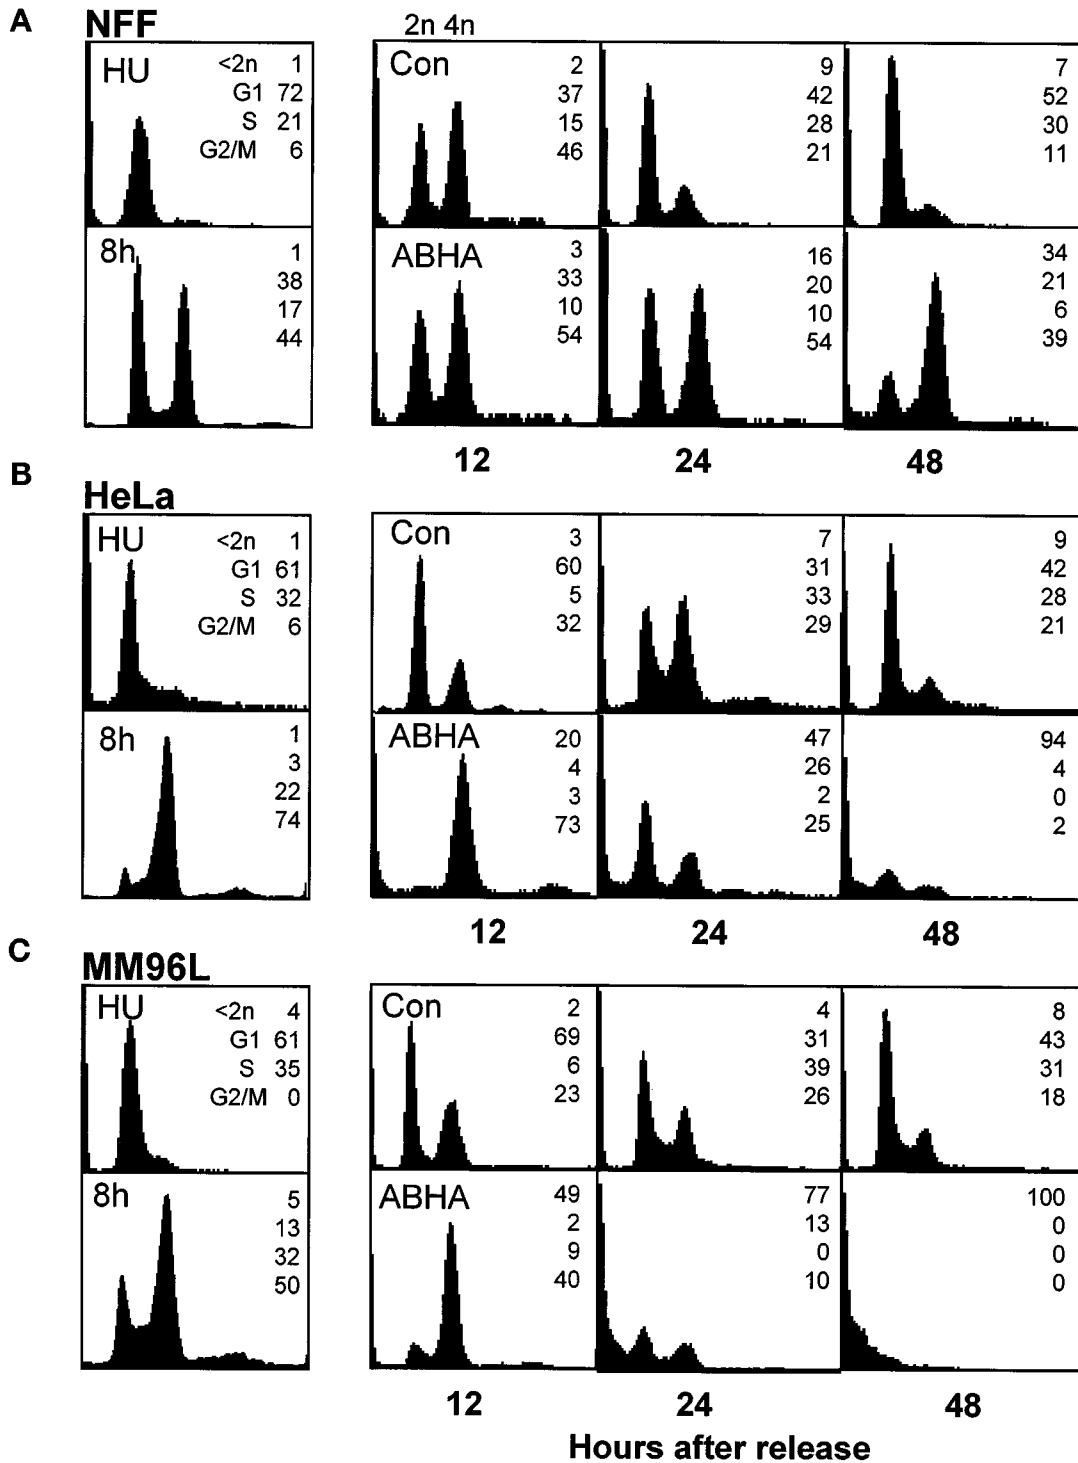 A NFF
2n 4n
HU <2n 1
G1 72
S 21
G2/M 6
Con 2
37
15
46
9
42
28
21
7
52
30
11
8h 1
38
17
44
ABHA 3
33
10
54
16
20
10
54
34
21
6
39
12 24 48
B HeLa
HU <2n 1
G1 61
S 32
G2/M 6
Con 3
60
5
32
7
31
33
29
9
42
28
21
8h 1
3
22
74
ABHA 20
4
3
73
47
26
2
25
94
4
0
2
12 24 48
C MM96L
HU <2n 4
G1 61
S 35
G2/M 0
Con 2
69
6
23
4
31
39
26
8
43
31
18
8h 5
13
32
50
ABHA 49
2
9
40
77
13
0
10
100
0
0
0
12 24 48
Hours after release